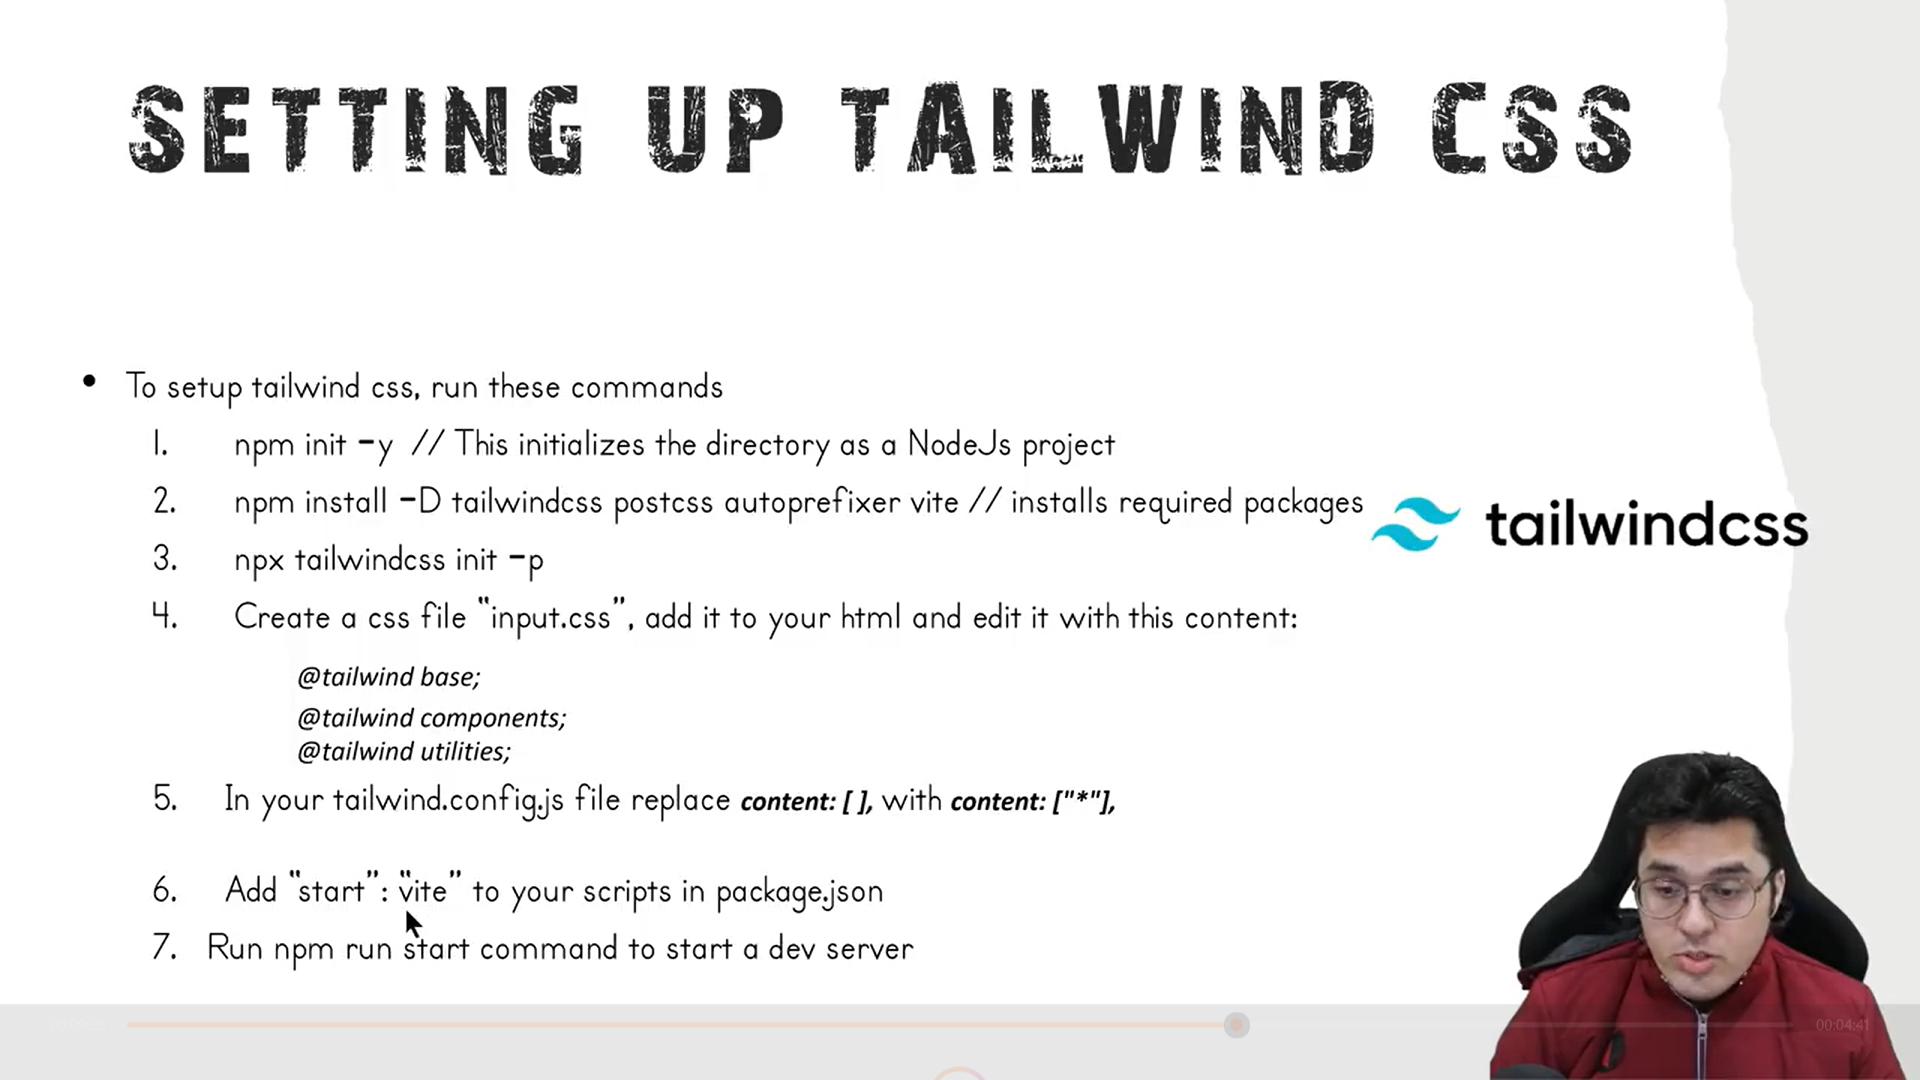 SETTING UP TAILWIND CSS
• To setup tailwind css, run these commands
1. npm init -y // This initializes the directory as a NodeJs project
2. npm install -D tailwindcss postcss autoprefixer vite // installs required packages
tailwindcss
3. npx tailwindcss init -p
4. Create a css file "input.css", add it to your html and edit it with this content:
@tailwind base;
@tailwind components;
@tailwind utilities;
5. In your tailwind.config.js file replace content: [ ], with content: ["*"],
6. Add "start": "vite" to your scripts in package.json
7. Run npm run start command to start a dev server
00:04:41